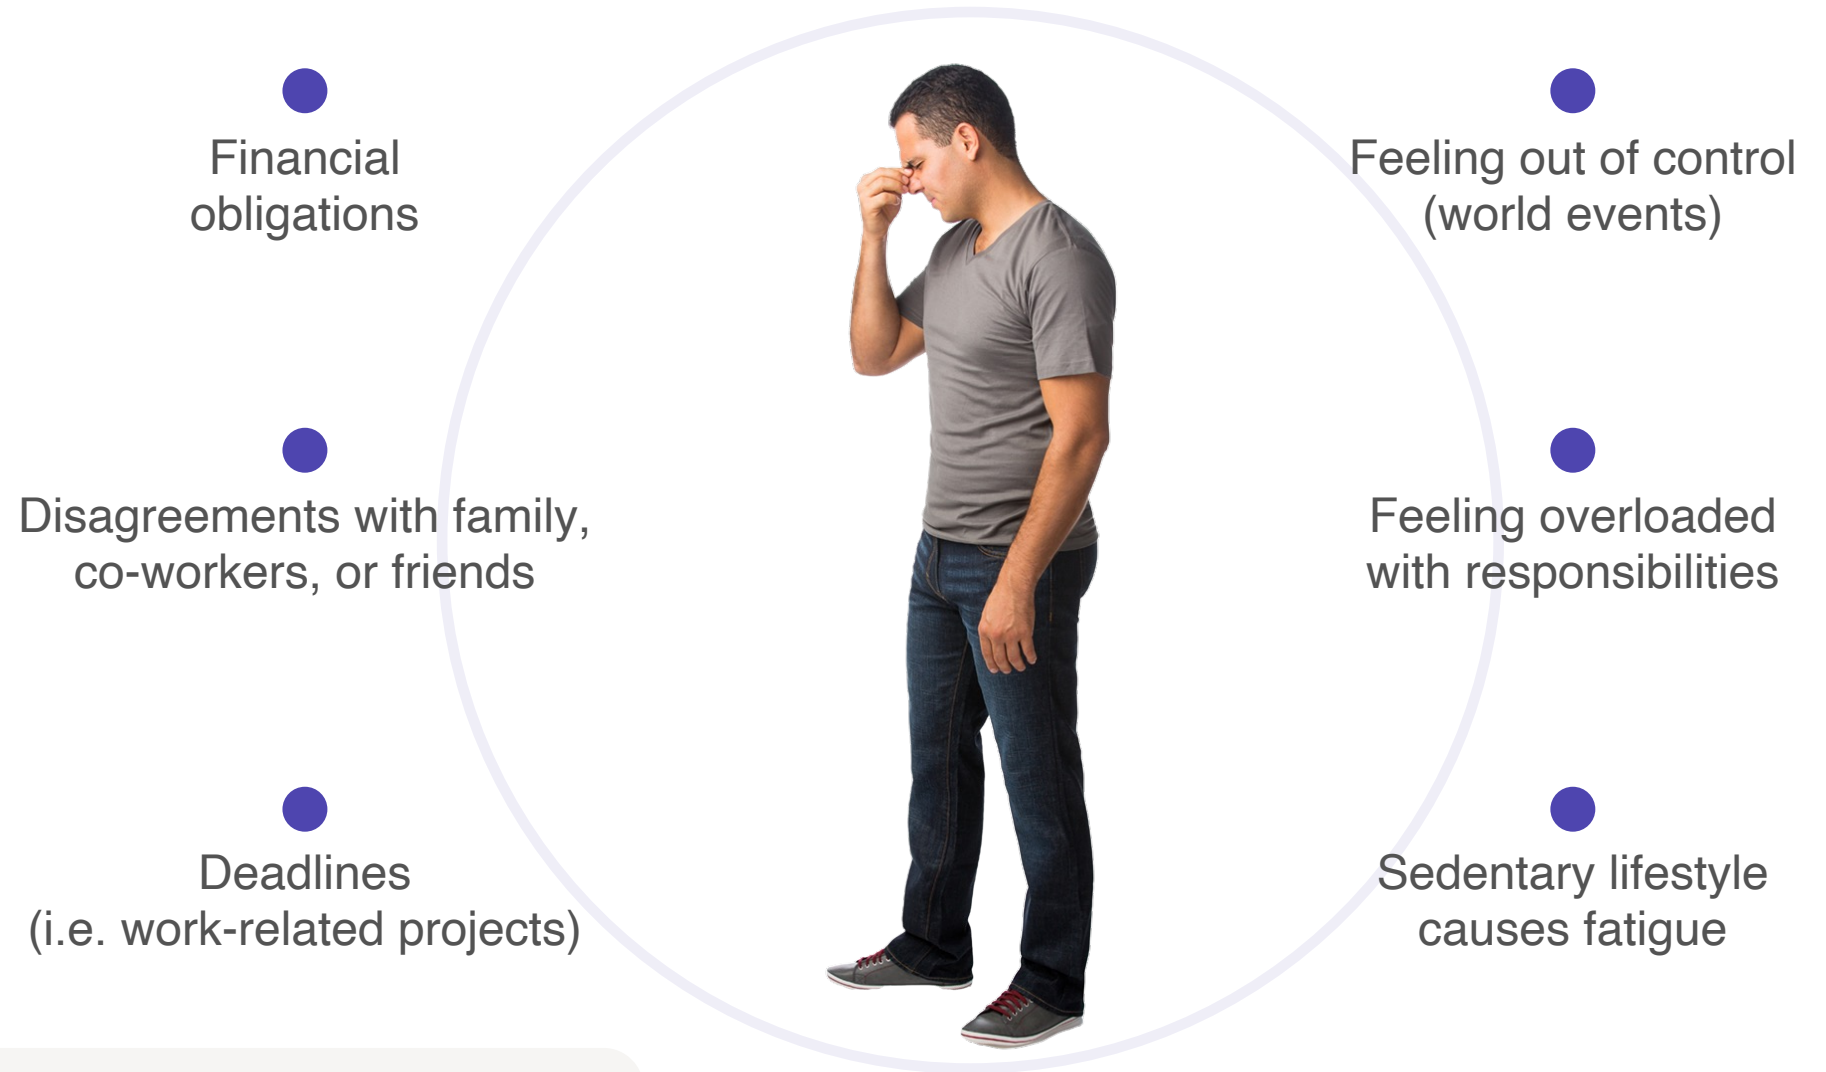 Financial
obligations
Disagreements with family,
co-workers, or friends
Deadlines
(i.e. work-related projects)
Feeling out of control
(world events)
Feeling overloaded
with responsibilities
Sedentary lifestyle
causes fatigue